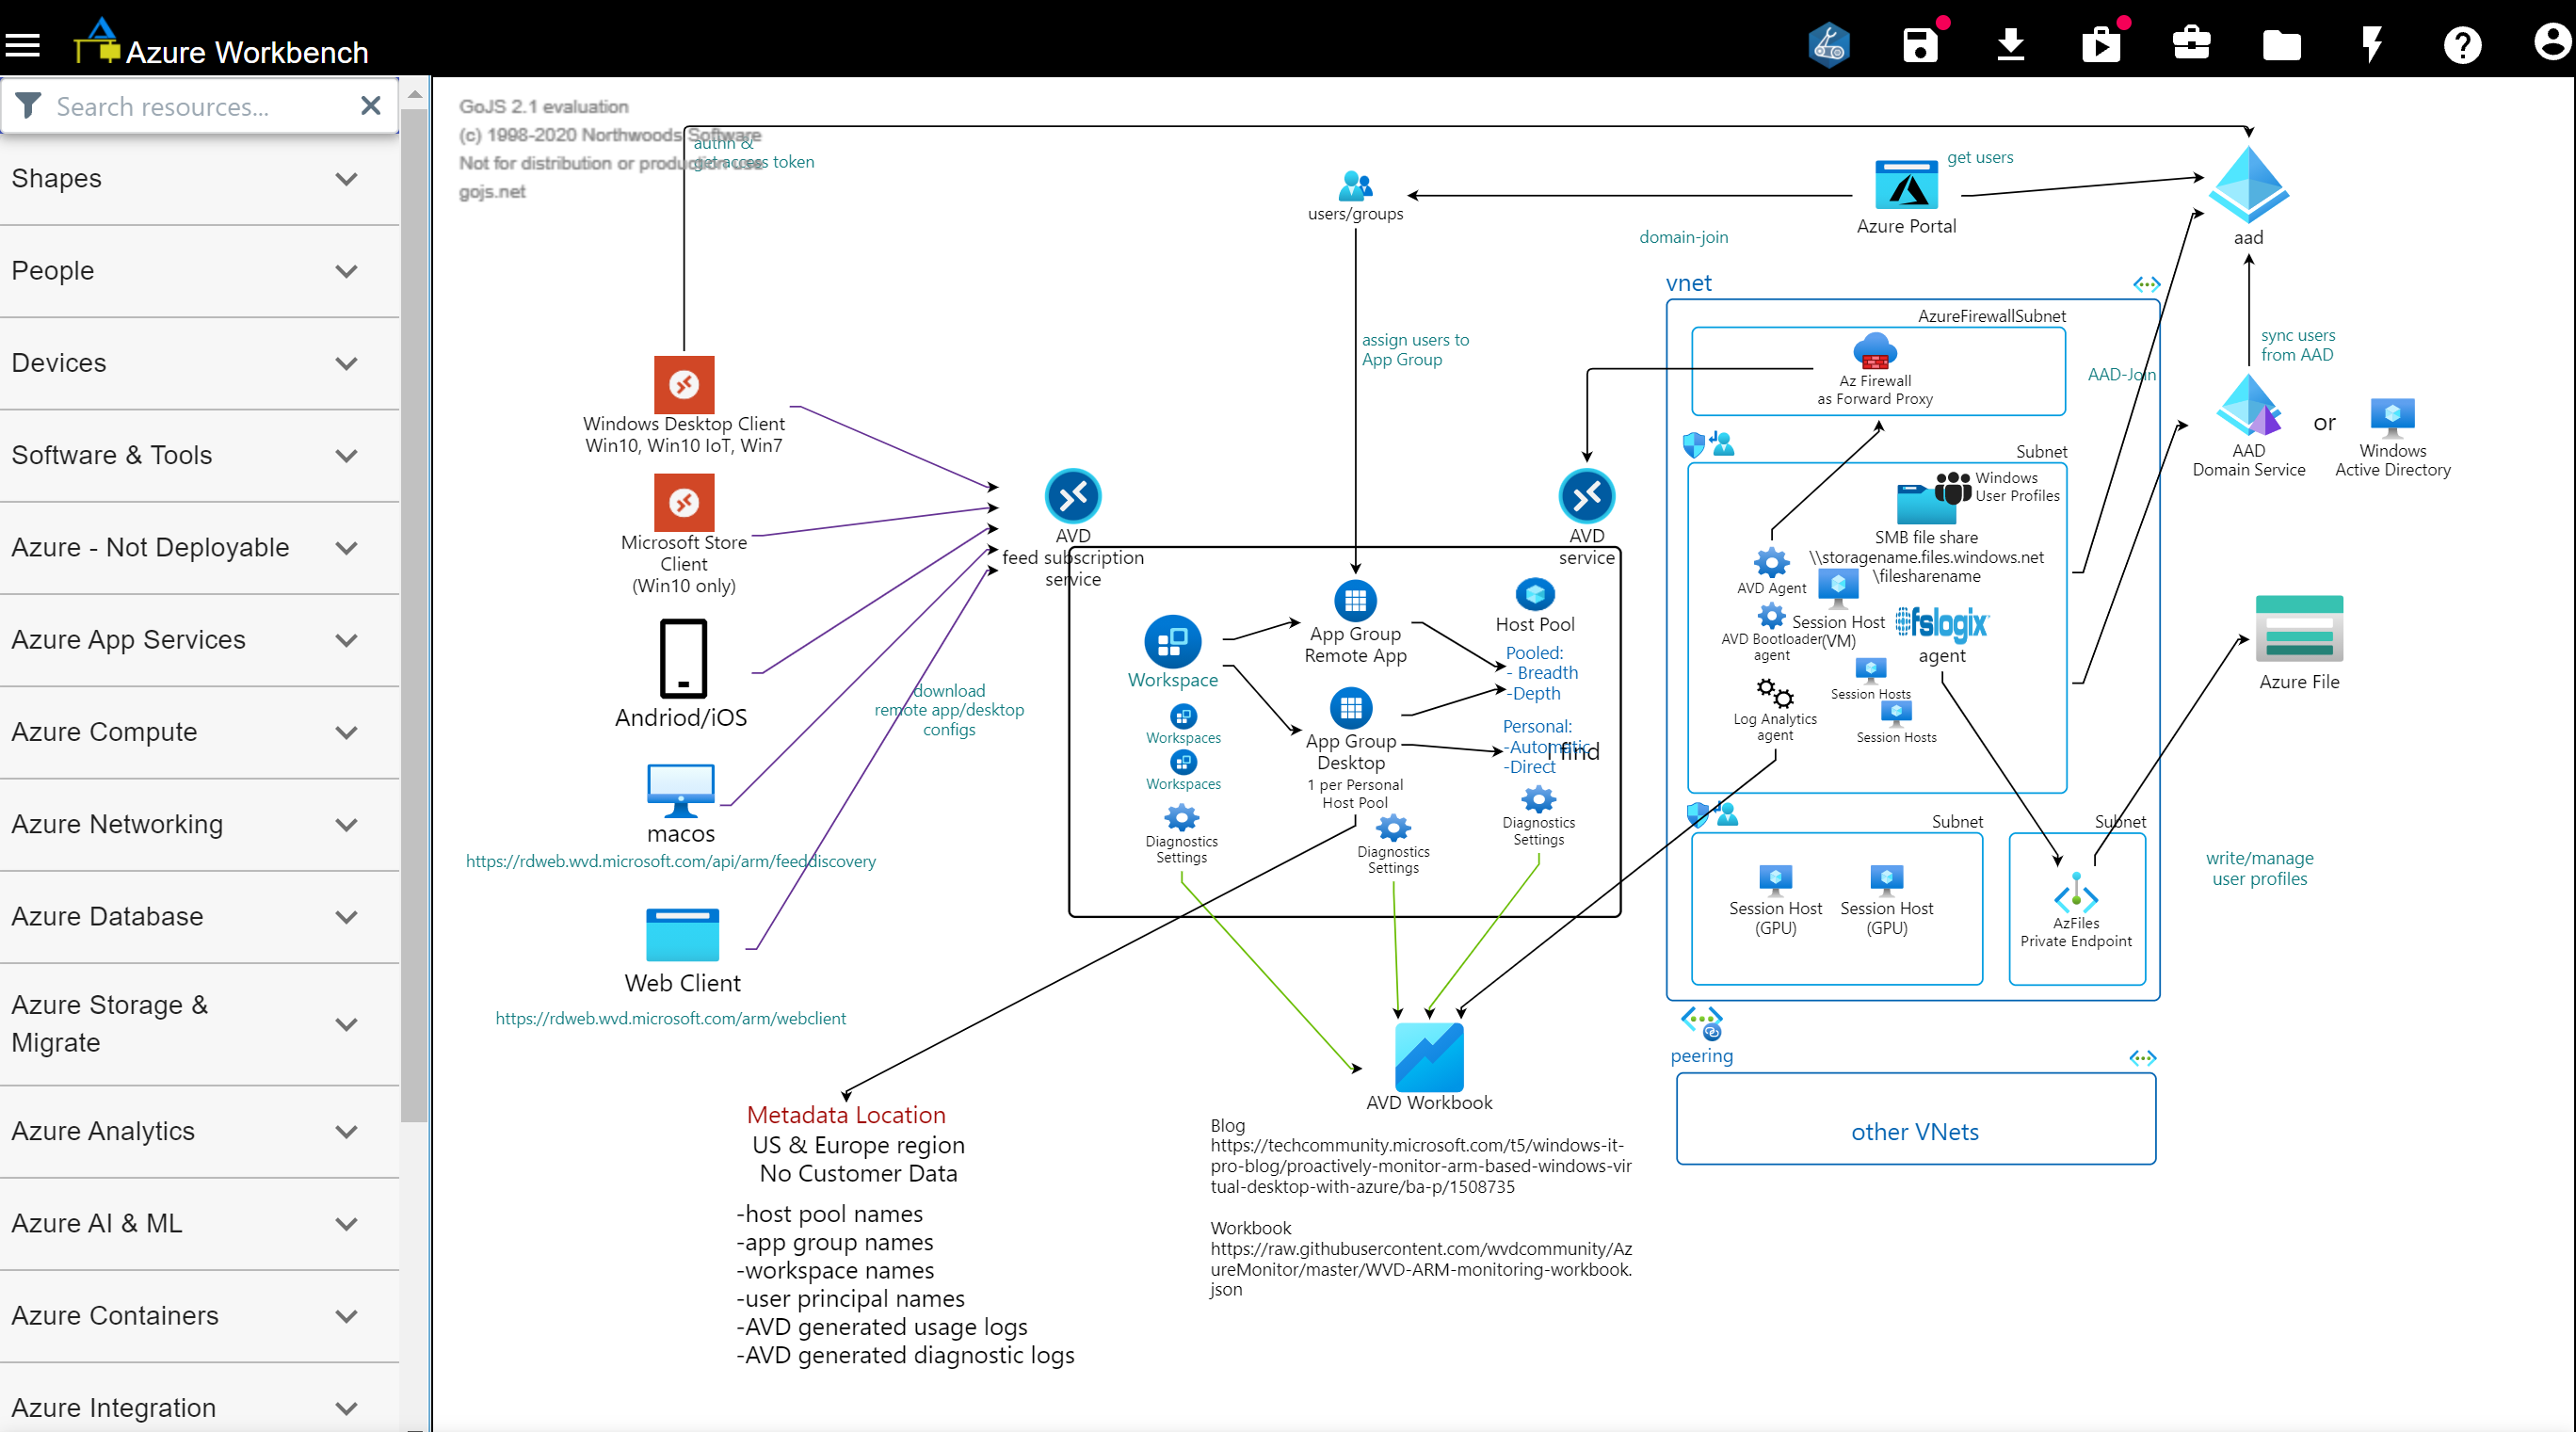 Azure Workbench
Search resources...
Shapes
People
Devices
Software & Tools
Azure - Not Deployable
Azure App Services
Azure Compute
Azure Networking
Azure Database
Azure Storage &
Migrate
Azure Analytics
Azure AI & ML
Azure Containers
Azure Integration
GoJS 2.1 evaluation
(c) 1998-2020 Northwoods Software
Not for distribution or production use
gojs.net
authn &
get access token
users/groups
get users
Azure Portal
aad
domain-join
assign users to
App Group
vnet
AzureFirewallSubnet
Az Firewall
as Forward Proxy
AAD-Join
sync users
from AAD
AAD
Domain Service
or
Windows
Active Directory
Windows Desktop Client
Win10, Win10 IoT, Win7
Microsoft Store
Client
(Win10 only)
Andriod/iOS
macos
https://rdweb.wvd.microsoft.com/api/arm/feeddiscovery
Web Client
https://rdweb.wvd.microsoft.com/arm/webclient
download
remote app/desktop
configs
AVD
feed subscription
service
AVD
service
Workspace
Workspaces
Workspaces
Diagnostics
Settings
App Group
Remote App
App Group
Desktop
1 per Personal
Host Pool
Diagnostics
Settings
Host Pool
Pooled:
- Breadth
-Depth
Personal:
-Automatic
-Direct
I find
Diagnostics
Settings
Subnet
Windows
User Profiles
SMB file share
\\storagename.files.windows.net
\filesharename
AVD Agent
AVD Bootloader
agent
Session Host
(VM)
fslogix
agent
Session Hosts
Session Hosts
Log Analytics
agent
Azure File
Subnet
Session Host
(GPU)
Session Host
(GPU)
Subnet
AzFiles
Private Endpoint
write/manage
user profiles
peering
other VNets
AVD Workbook
Blog
https://techcommunity.microsoft.com/t5/windows-it-
pro-blog/proactively-monitor-arm-based-windows-vir
tual-desktop-with-azure/ba-p/1508735
Workbook
https://raw.githubusercontent.com/wvdcommunity/Az
ureMonitor/master/WVD-ARM-monitoring-workbook.
json
Metadata Location
US & Europe region
No Customer Data
-host pool names
-app group names
-workspace names
-user principal names
-AVD generated usage logs
-AVD generated diagnostic logs